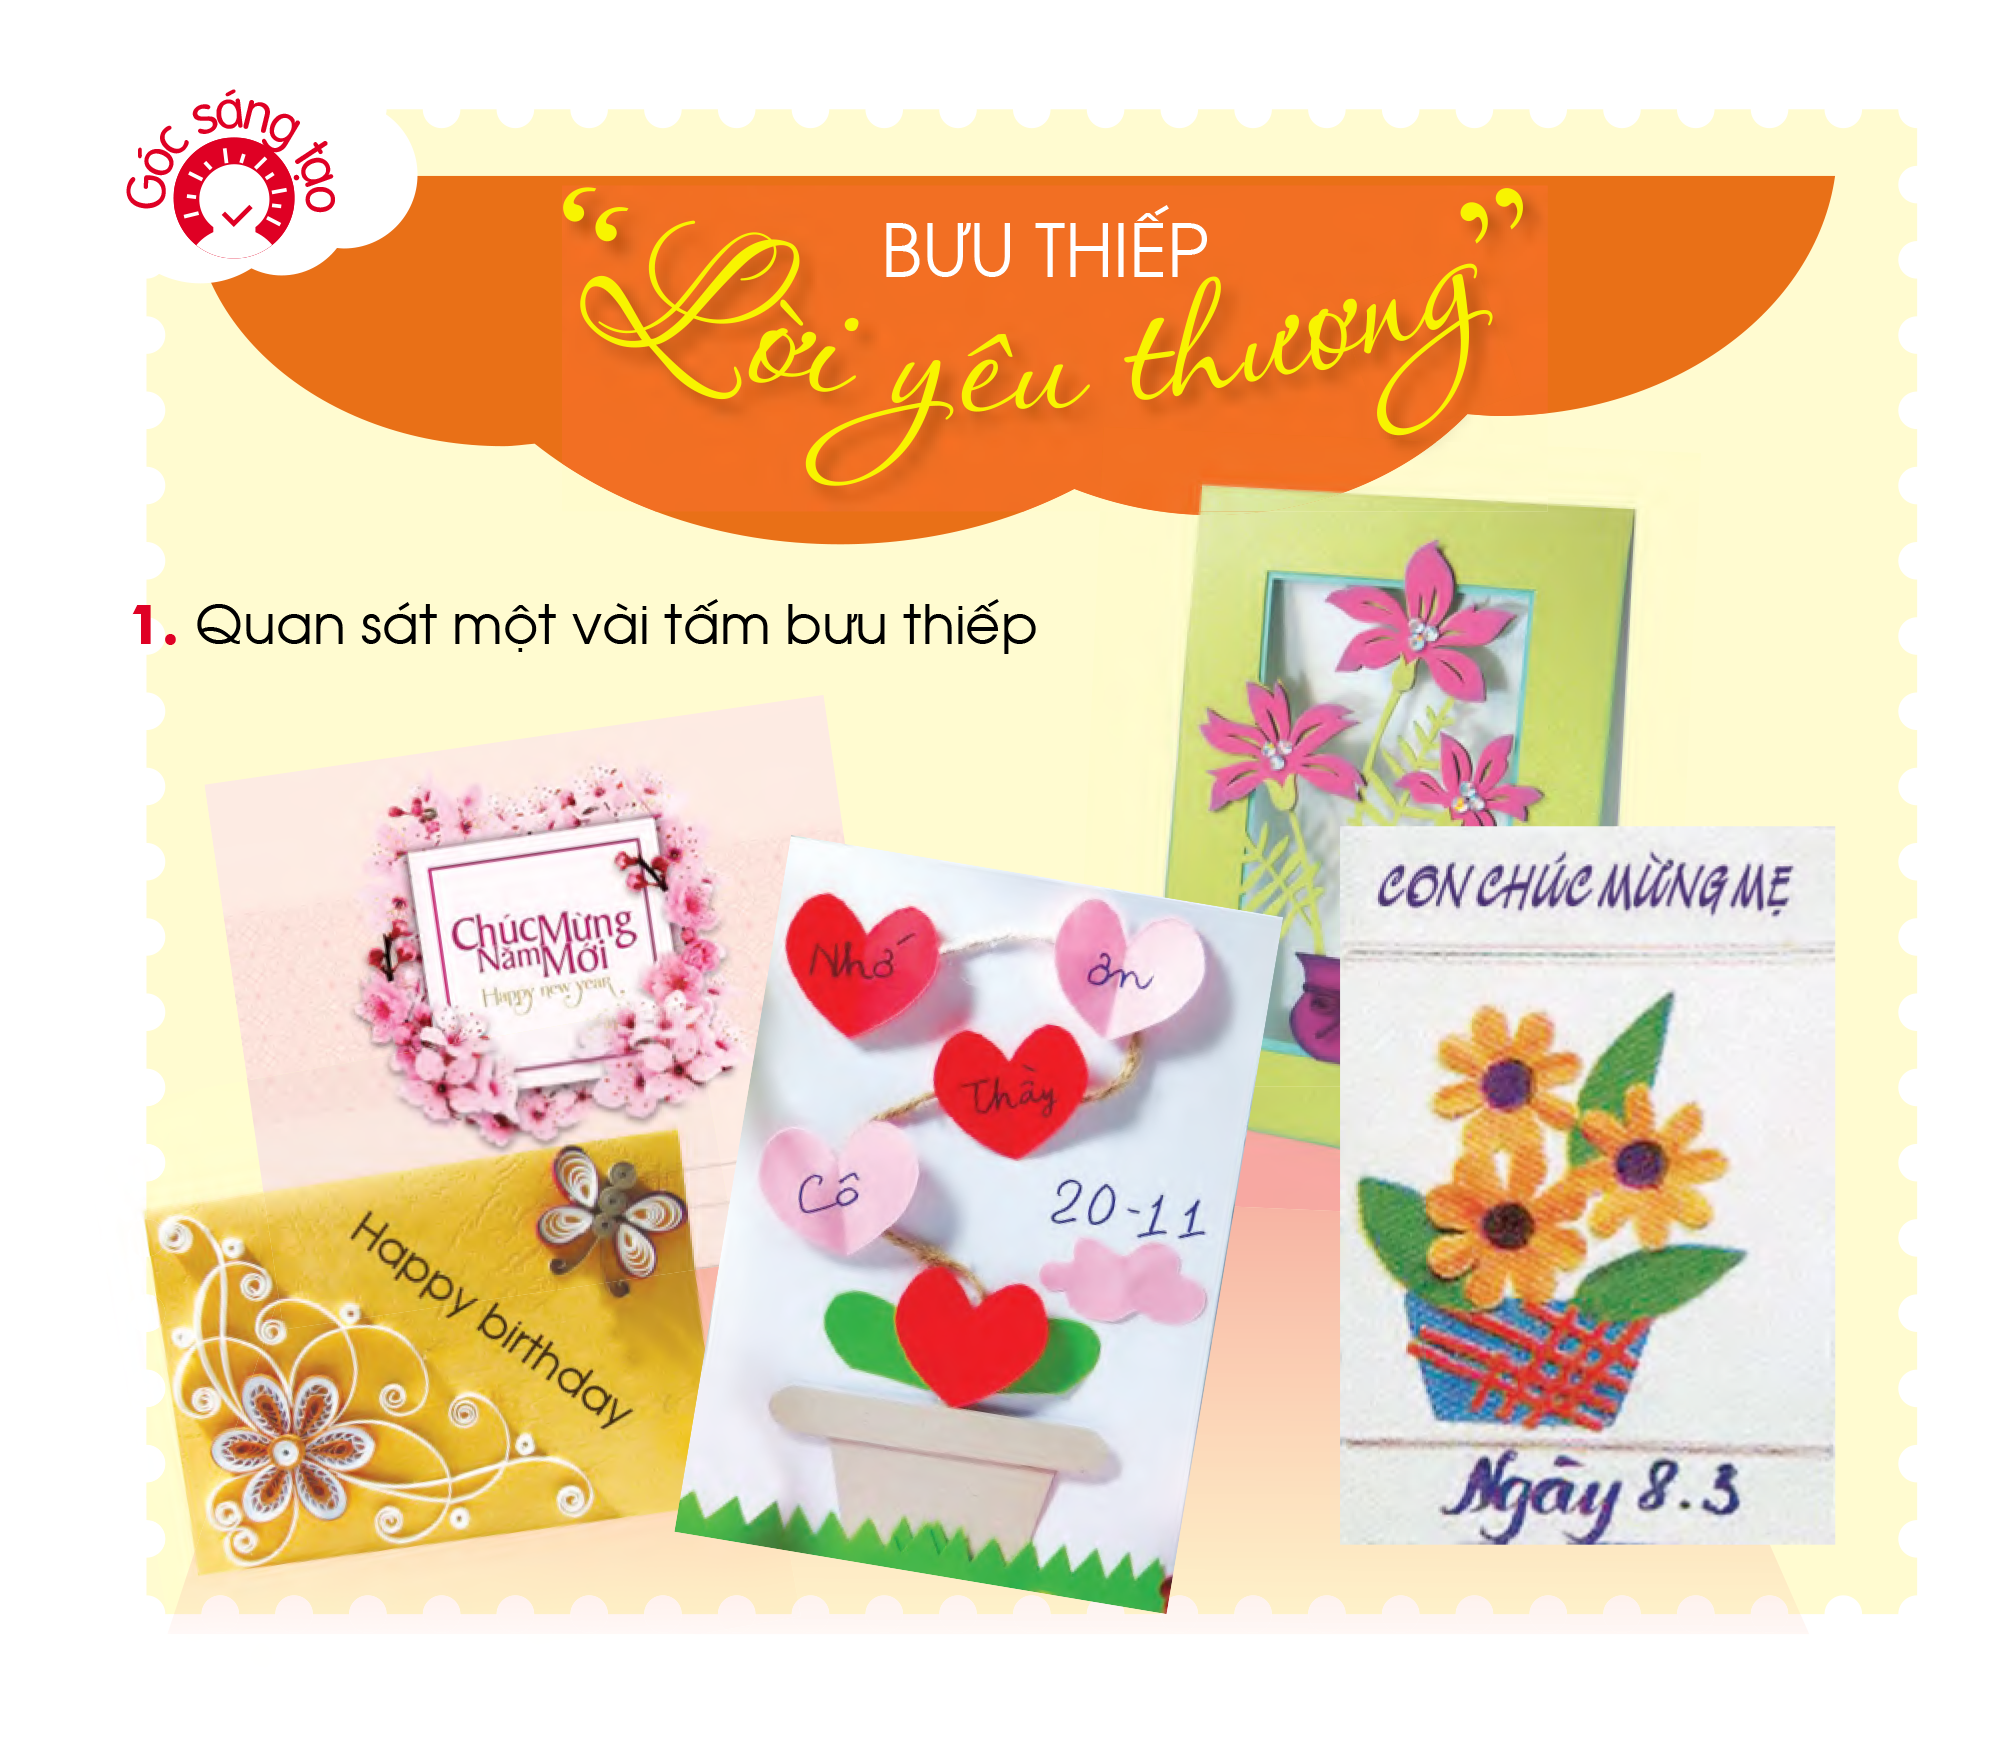 Góc sáng tạo
BƯU THIẾP
“Lời yêu thương”
1. Quan sát một vài tấm bưu thiếp
Chúc Mừng
Năm Mới
Happy new year
Nhớ ơn
Thầy
Cô
20-11
CON CHÚC MỪNG MẸ
Ngày 8.3
Happy birthday